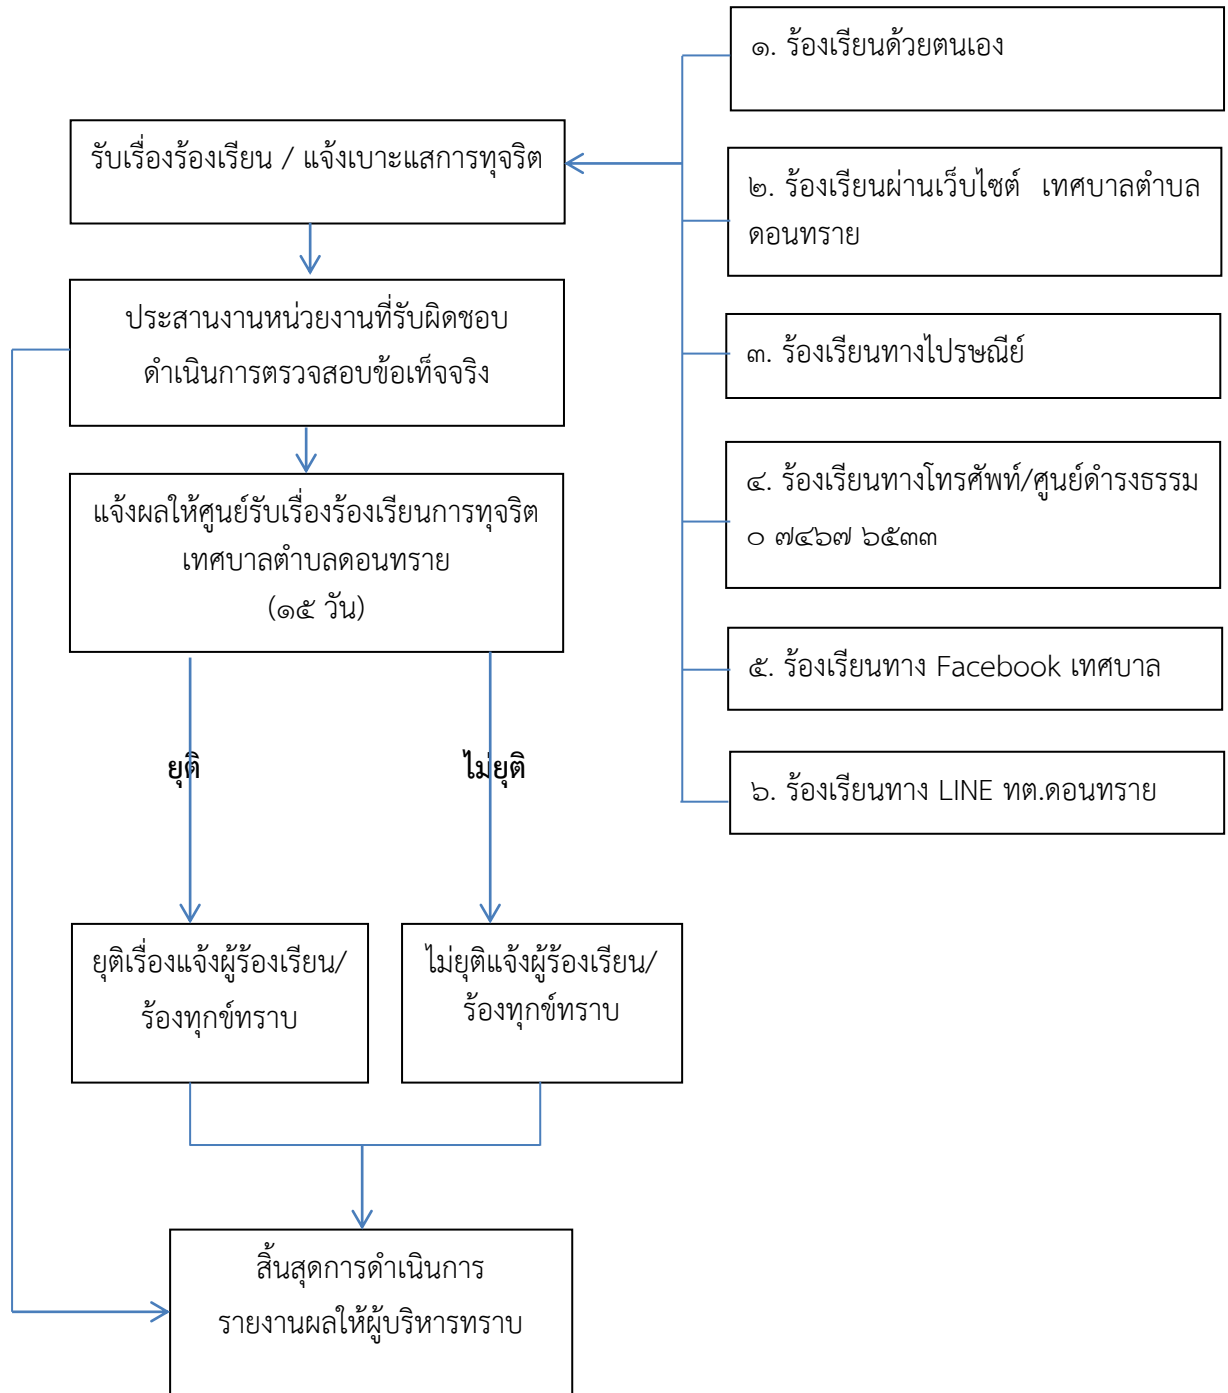 ๑. ร้องเรียนด้วยตนเอง
รับเรื่องร้องเรียน / แจ้งเบาะแสการทุจริต
๒. ร้องเรียนผ่านเว็บไซต์ เทศบาลตำบล
ดอนทราย
ประสานงานหน่วยงานที่รับผิดชอบ
ดำเนินการตรวจสอบข้อเท็จจริง
๓. ร้องเรียนทางไปรษณีย์
แจ้งผลให้ศูนย์รับเรื่องร้องเรียนการทุจริต
เทศบาลตำบลดอนทราย
(๑๕ วัน)
๔. ร้องเรียนทางโทรศัพท์/ศูนย์ดำรงธรรม
๐ ๗๔๖๗ ๖๕๓๓
๕. ร้องเรียนทาง Facebook เทศบาล
ยุติ
ไม่ยุติ
๖. ร้องเรียนทาง LINE ทต.ดอนทราย
ยุติเรื่องแจ้งผู้ร้องเรียน/
ร้องทุกข์ทราบ
ไม่ยุติแจ้งผู้ร้องเรียน/
ร้องทุกข์ทราบ
สิ้นสุดการดำเนินการ
รายงานผลให้ผู้บริหารทราบ